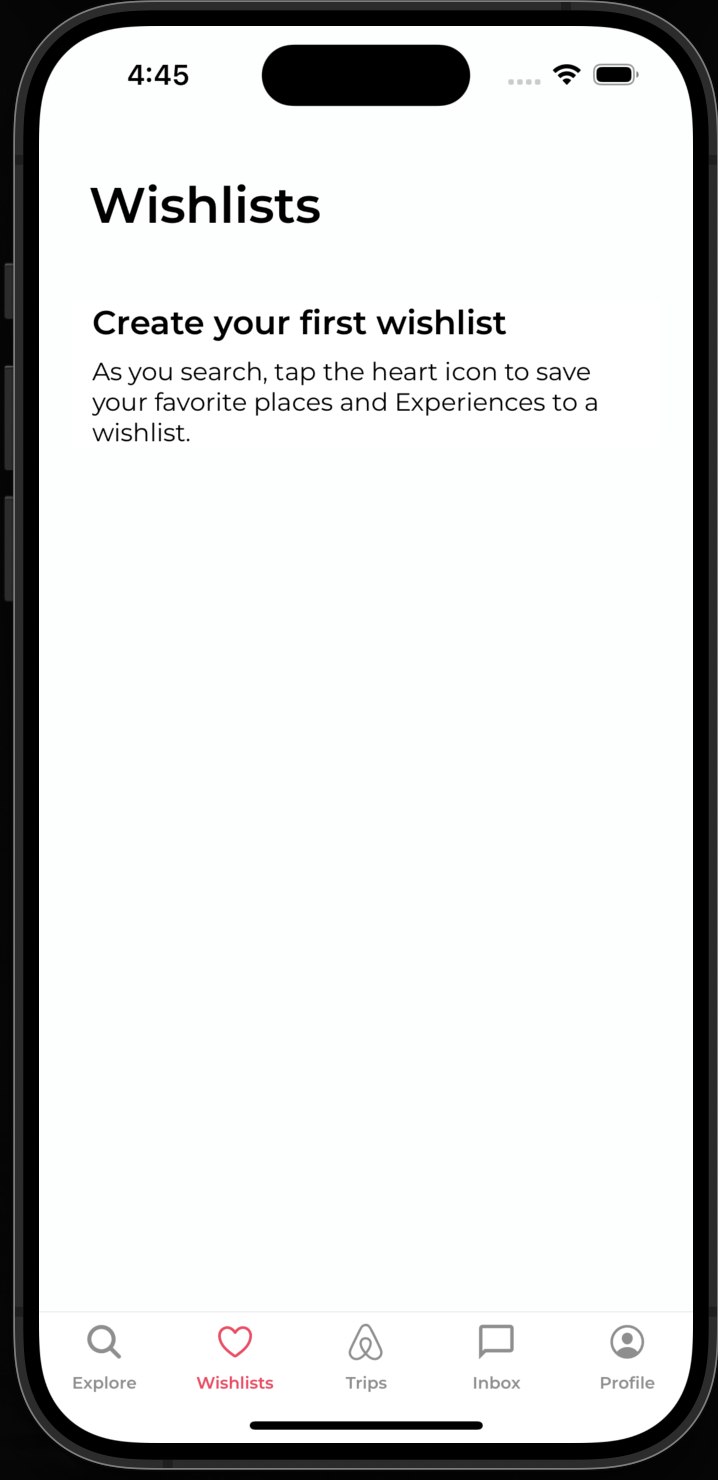 4:45
Wishlists
Create your first wishlist
As you search, tap the heart icon to save
your favorite places and Experiences to a
wishlist.
Explore Wishlists Trips Inbox Profile